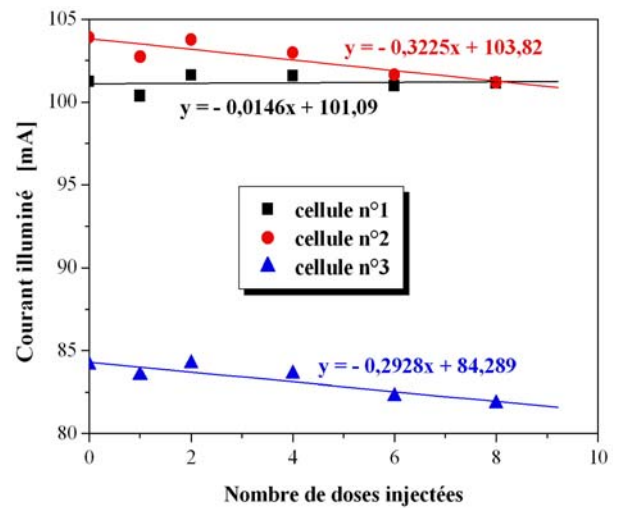 105
100
95
90
85
80
Courant illuminé [mA]
y = - 0,3225x + 103,82
y = - 0,0146x + 101,09
cellule n°1
cellule n°2
cellule n°3
y = - 0,2928x + 84,289
0
2
4
6
8
10
Nombre de doses injectées